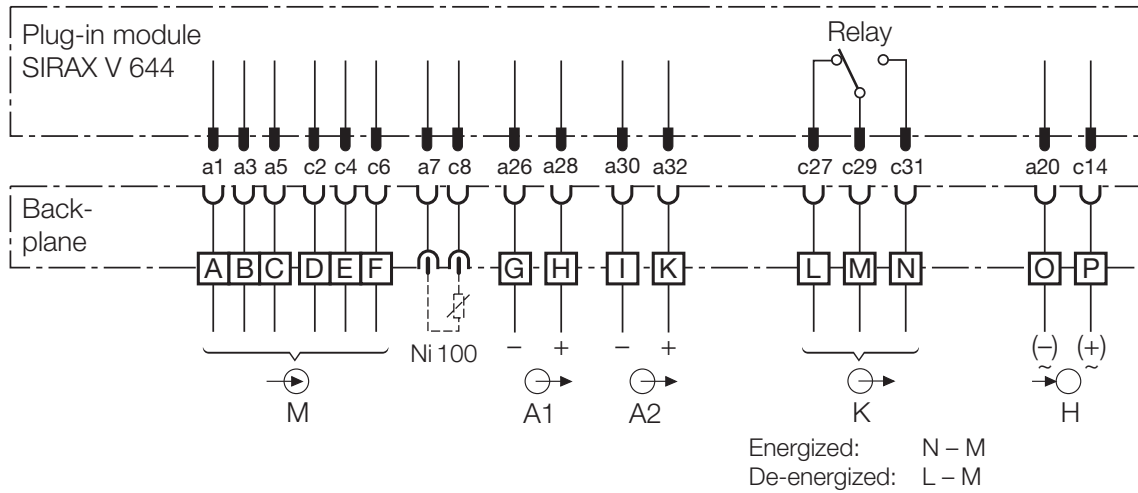 Plug-in module
SIRAX V 644
Relay
a1 a3 a5 c2 c4 c6 a7 c8 a26 a28 a30 a32 c27 c29 c31 a20 c14
Back-
plane
A B C D E F G H I K L M N O P
Ni 100 – + – + (–) (+)
~ ~
M A1 A2 K H
Energized: N – M
De-energized: L – M